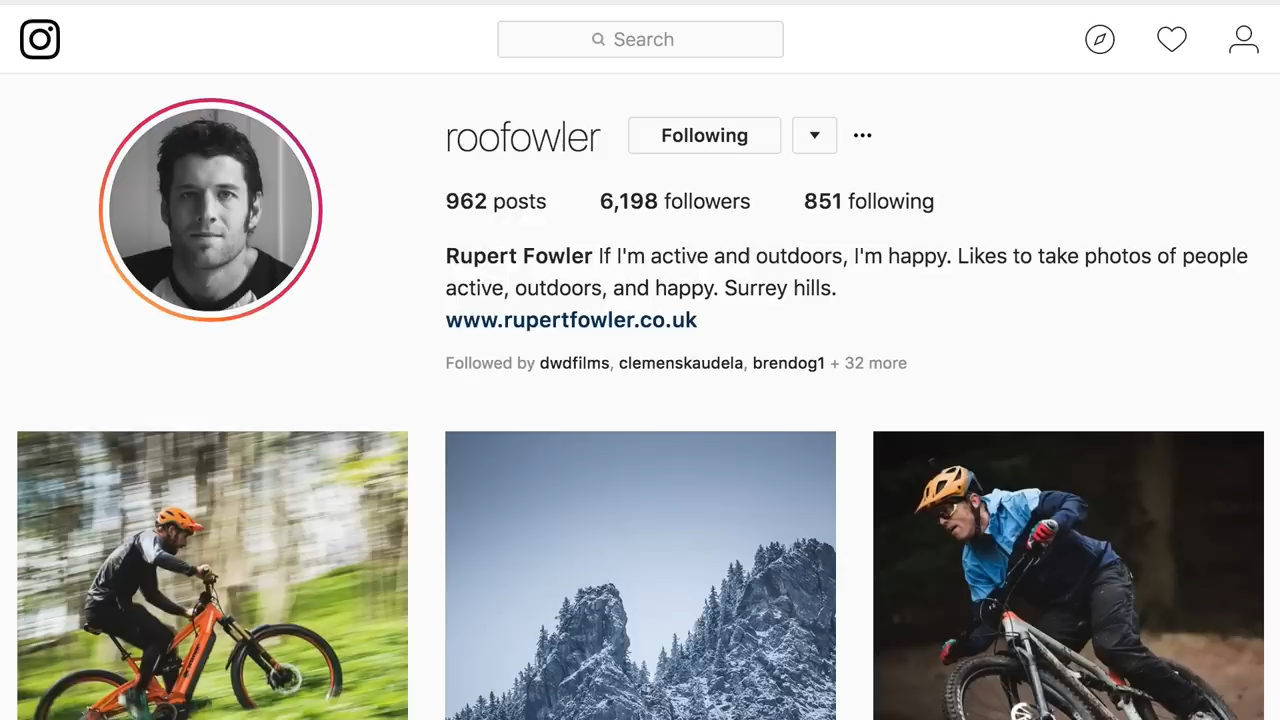 Search
roofowler Following
962 posts 6,198 followers 851 following
Rupert Fowler If I'm active and outdoors, I'm happy. Likes to take photos of people
active, outdoors, and happy. Surrey hills.
www.rupertfowler.co.uk
Followed by dwdfilms, clemenskaudela, brendog1 + 32 more